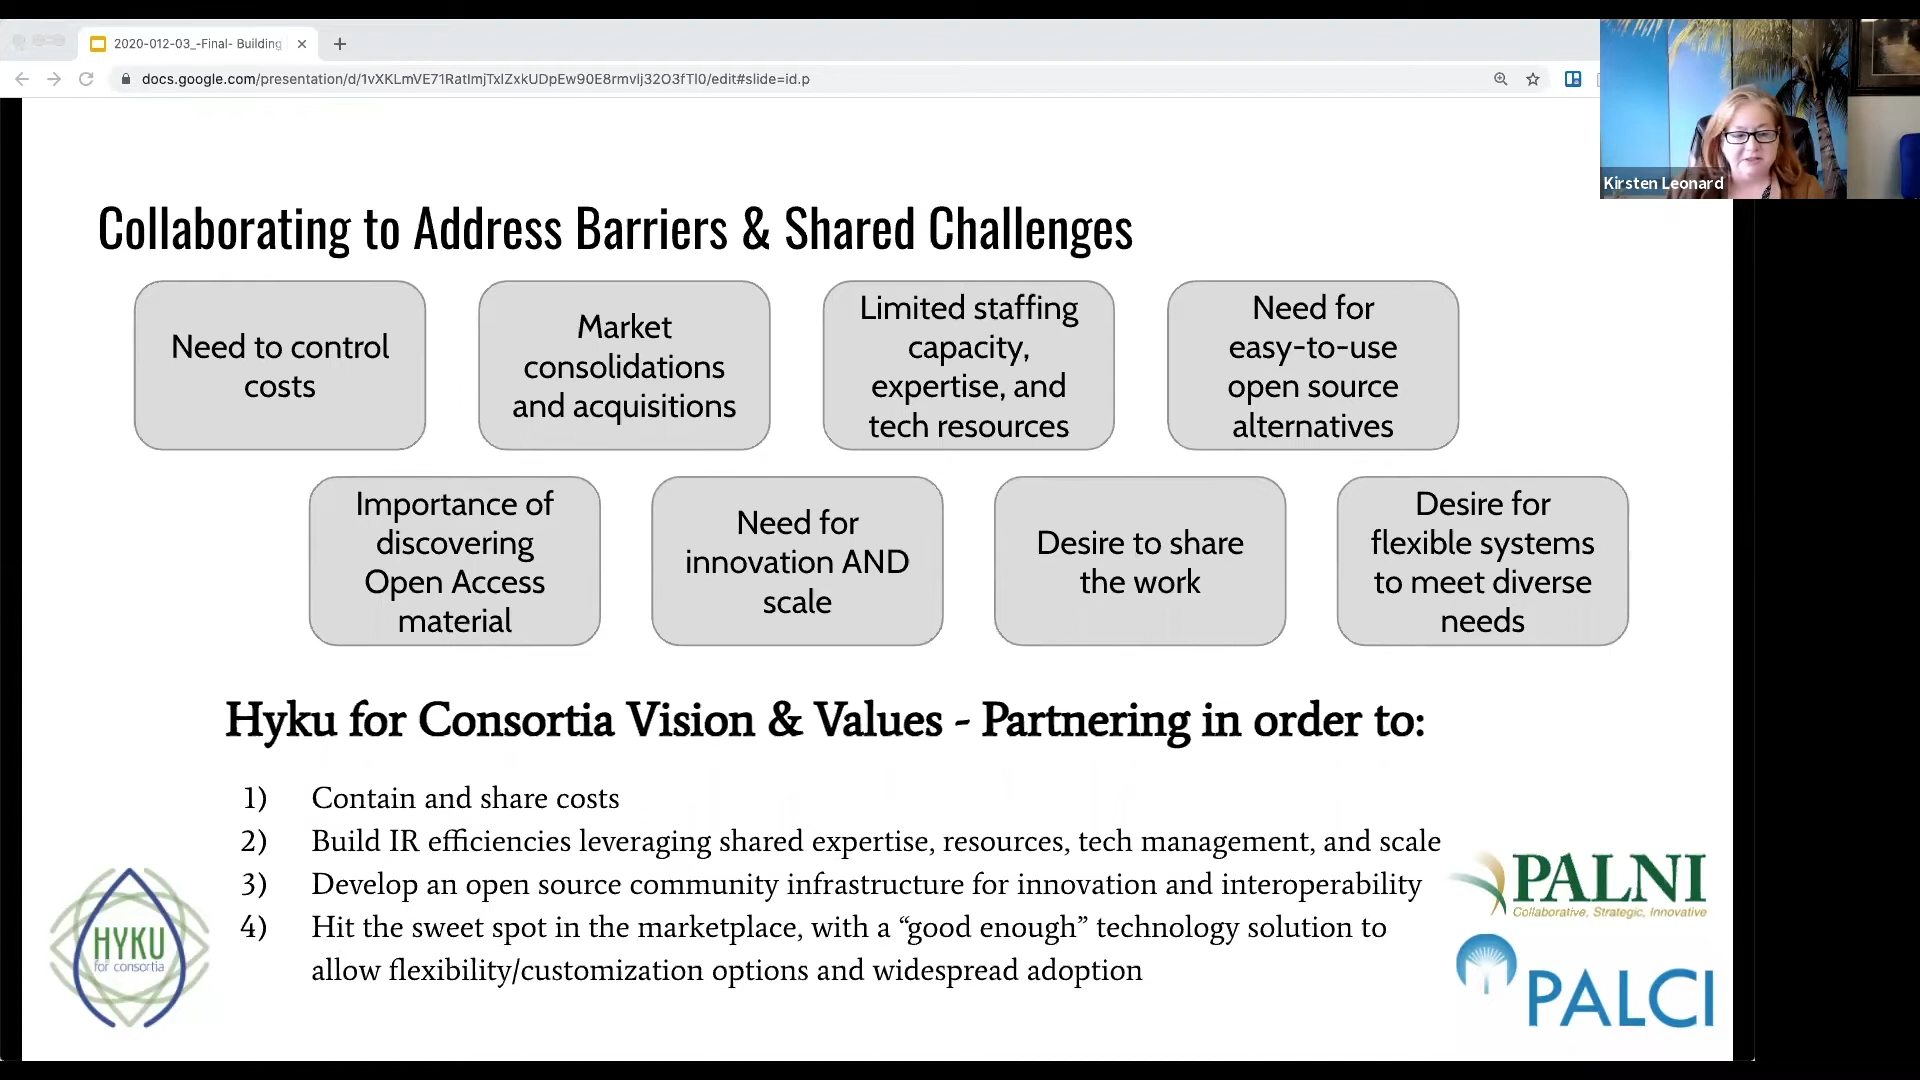 2020-012-03_-Final- Building
docs.google.com/presentation/d/1vXKLmVE71RatImjTxlZxkUDpEw90E8rmvlj32O3fTl0/edit#slide=id.p
Kirsten Leonard
Collaborating to Address Barriers & Shared Challenges
Need to control
costs
Market
consolidations
and acquisitions
Limited staffing
capacity,
expertise, and
tech resources
Need for
easy-to-use
open source
alternatives
Importance of
discovering
Open Access
material
Need for
innovation AND
scale
Desire to share
the work
Desire for
flexible systems
to meet diverse
needs
Hyku for Consortia Vision & Values - Partnering in order to:
1) Contain and share costs
2) Build IR efficiencies leveraging shared expertise, resources, tech management, and scale
3) Develop an open source community infrastructure for innovation and interoperability
4) Hit the sweet spot in the marketplace, with a “good enough” technology solution to
allow flexibility/customization options and widespread adoption
HYKU
for consortia
PALNI
Collaborative, Strategic, Innovative
PALCI